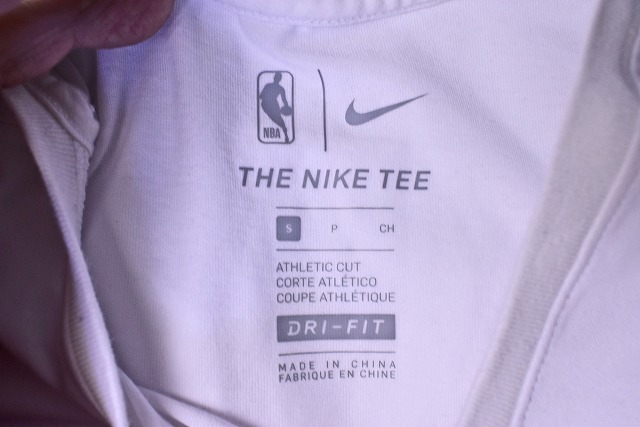 NBA
THE NIKE TEE
S P CH
ATHLETIC CUT
CORTE ATLÉTICO
COUPE ATHLÉTIQUE
DRI-FIT
MADE IN CHINA
FABRIQUE EN CHINE